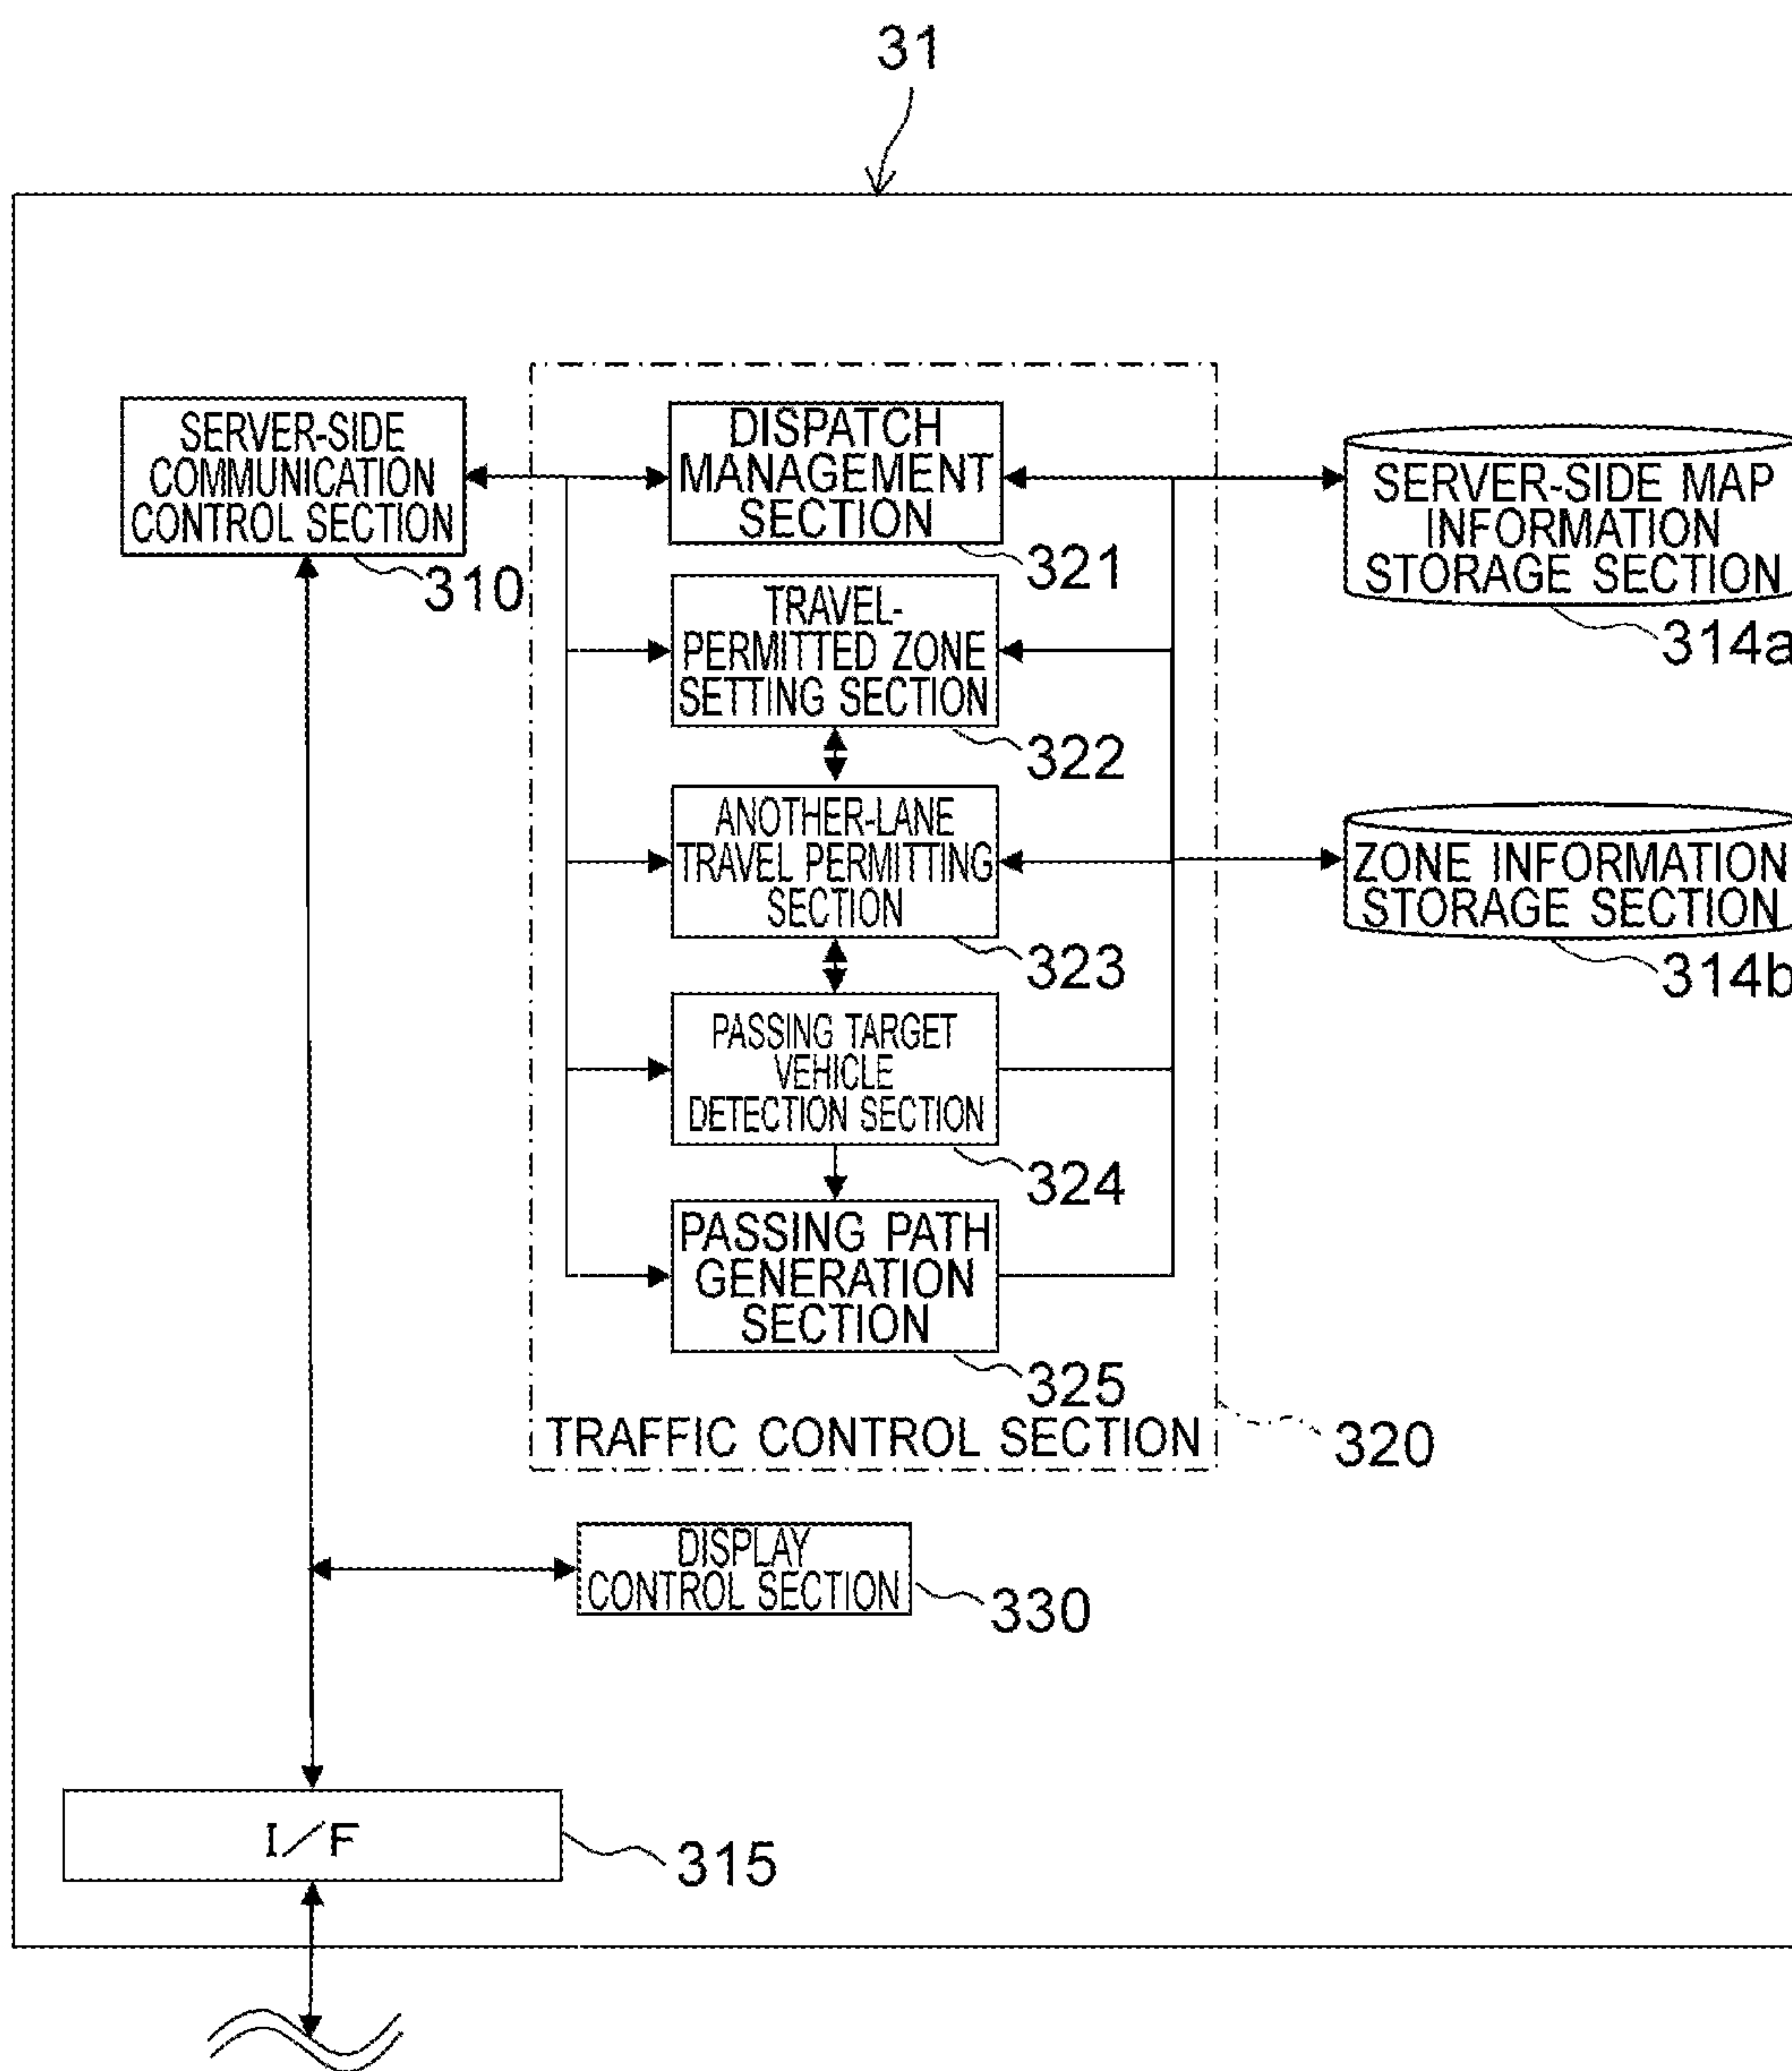 31
SERVER-SIDE
COMMUNICATION
CONTROL SECTION
310
DISPATCH
MANAGEMENT
SECTION
321
TRAVEL-
PERMITTED ZONE
SETTING SECTION
322
ANOTHER-LANE
TRAVEL PERMITTING
SECTION
323
PASSING TARGET
VEHICLE
DETECTION SECTION
324
PASSING PATH
GENERATION
SECTION
325
TRAFFIC CONTROL SECTION
320
SERVER-SIDE MAP
INFORMATION
STORAGE SECTION
314a
ZONE INFORMATION
STORAGE SECTION
314b
DISPLAY
CONTROL SECTION
330
I/F
315